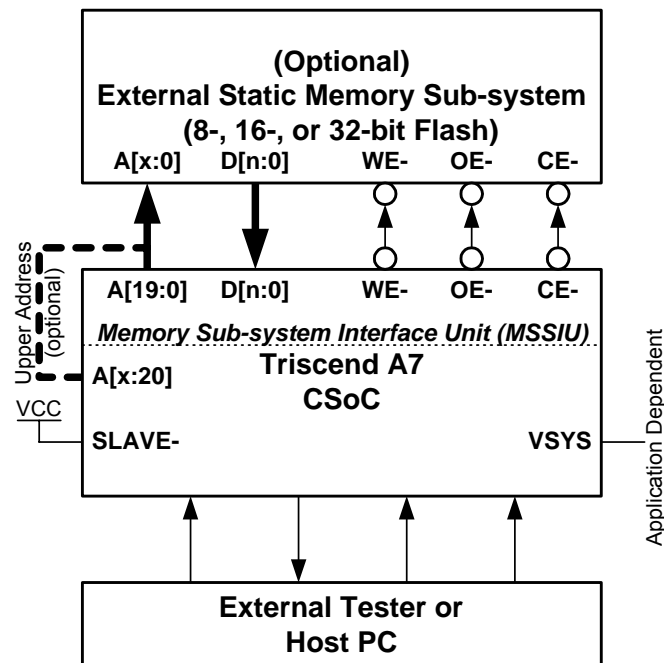 (Optional)
External Static Memory Sub-system
(8-, 16-, or 32-bit Flash)
A[x:0] D[n:0] WE- OE- CE-
Upper Address
(optional)
A[19:0] D[n:0] WE- OE- CE-
Memory Sub-system Interface Unit (MSSIU)
Triscend A7
CSoC
A[x:20]
VCC
SLAVE-
VSYS
Application Dependent
External Tester or
Host PC